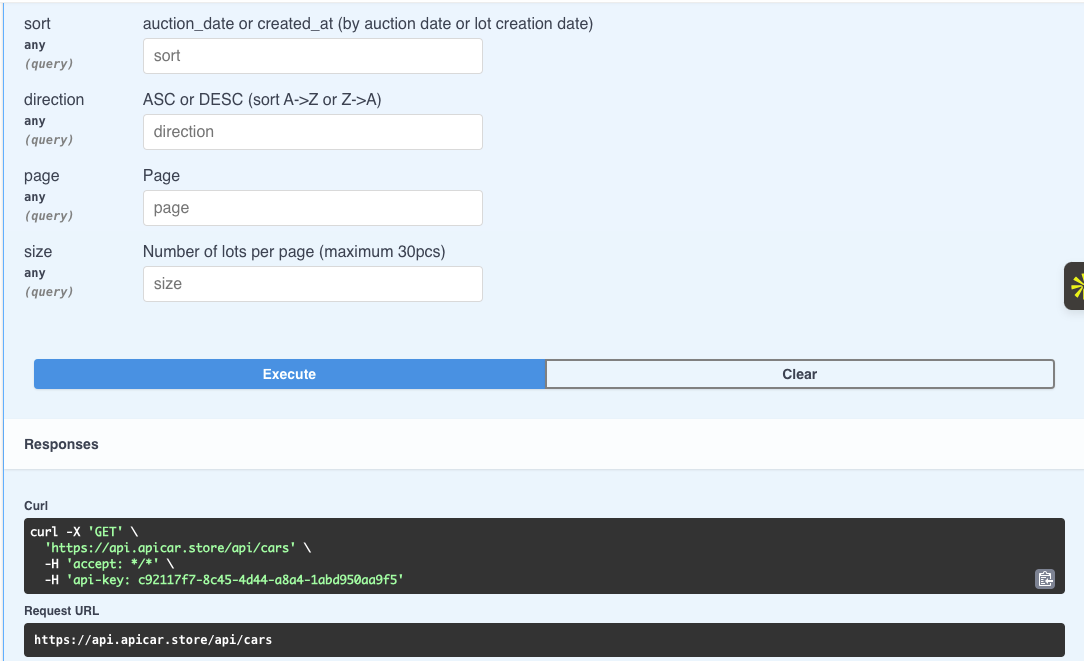 sort
auction_date or created_at (by auction date or lot creation date)
any
(query)
sort
direction
ASC or DESC (sort A->Z or Z->A)
any
(query)
direction
page
Page
any
(query)
page
size
Number of lots per page (maximum 30pcs)
any
(query)
size
Execute
Clear
Responses
Curl
curl -X 'GET' \
'https://api.apicar.store/api/cars' \
-H 'accept: */*' \
-H 'api-key: c92117f7-8c45-4d44-a8a4-1abd950aa9f5'
Request URL
https://api.apicar.store/api/cars